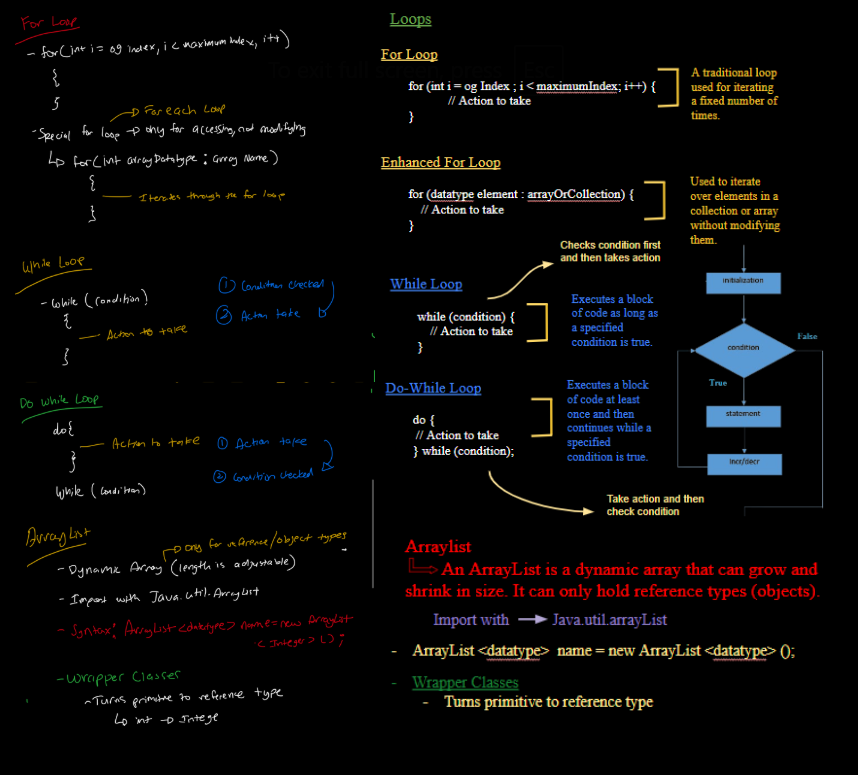 For Loop
- for(int i = og index, i < maximumIndex, i++)
{
}
→ For each Loop
- Special for loop → only for accessing, not modifying
↳ for(int arrayDatatype : array Name)
{
— Iterates through the for loop
}
While Loop
- while (condition)
{
— Action to take
}
① Condition checked
② Action take
Do While Loop
do{
— Action to take
}
while (condition)
① Action take
② Condition checked
ArrayList
→ only for reference/object types
- Dynamic Array (length is adjustable)
- Import with Java.util.ArrayList
- Syntax: ArrayList <datatype> name = new ArrayList
<Integer> ();
- Wrapper Classes
- Turns primitive to reference type
↳ int → Intege
Loops
For Loop
for (int i = og Index ; i < maximumIndex; i++) {
// Action to take
}
A traditional loop
used for iterating
a fixed number of
times.
Enhanced For Loop
for (datatype element : arrayOrCollection) {
// Action to take
}
Used to iterate
over elements in a
collection or array
without modifying
them.
Checks condition first
and then takes action
While Loop
while (condition) {
// Action to take
}
Executes a block
of code as long as
a specified
condition is true.
Do-While Loop
do {
// Action to take
} while (condition);
Executes a block
of code at least
once and then
continues while a
specified
condition is true.
Take action and then
check condition
initialization
condition
False
True
statement
incr/decr
Arraylist
An ArrayList is a dynamic array that can grow and
shrink in size. It can only hold reference types (objects).
Import with → Java.util.arrayList
- ArrayList <datatype> name = new ArrayList <datatype> ();
- Wrapper Classes
- Turns primitive to reference type